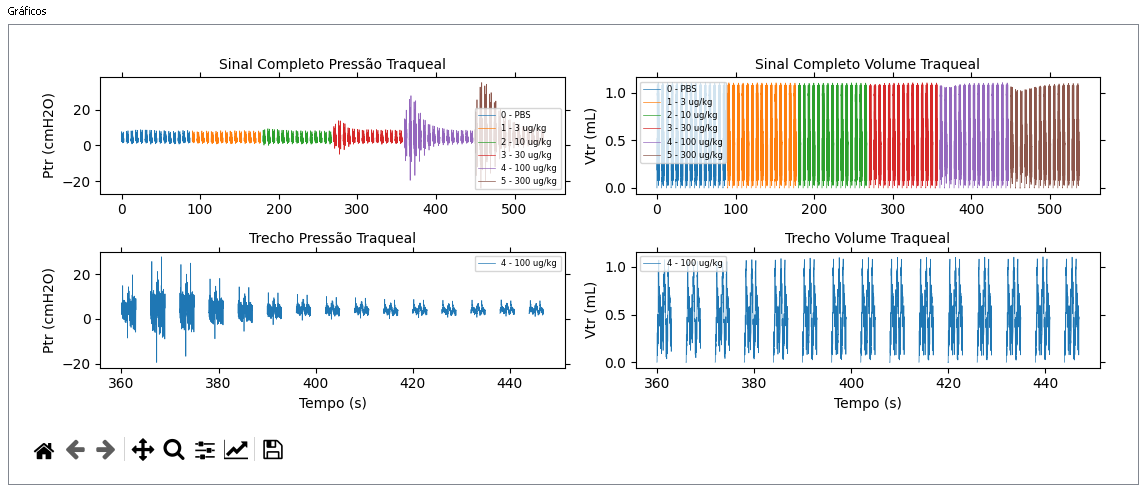 Gráficos
Sinal Completo Pressão Traqueal
Ptr (cmH2O)
20
0
−20
0 - PBS
1 - 3 ug/kg
2 - 10 ug/kg
3 - 30 ug/kg
4 - 100 ug/kg
5 - 300 ug/kg
0 100 200 300 400 500
Sinal Completo Volume Traqueal
Vtr (mL)
1.0
0.5
0.0
0 - PBS
1 - 3 ug/kg
2 - 10 ug/kg
3 - 30 ug/kg
4 - 100 ug/kg
5 - 300 ug/kg
0 100 200 300 400 500
Trecho Pressão Traqueal
Ptr (cmH2O)
20
0
−20
4 - 100 ug/kg
360 380 400 420 440
Tempo (s)
Trecho Volume Traqueal
Vtr (mL)
1.0
0.5
0.0
4 - 100 ug/kg
360 380 400 420 440
Tempo (s)